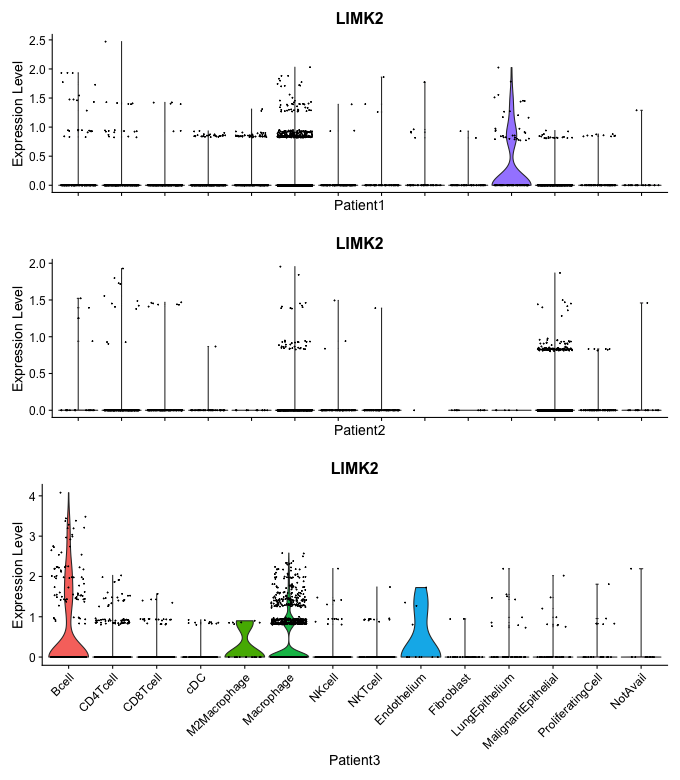 LIMK2
Expression Level
2.5
2.0
1.5
1.0
0.5
0.0
Patient1
LIMK2
Expression Level
2.0
1.5
1.0
0.5
0.0
Patient2
LIMK2
Expression Level
4
3
2
1
0
Bcell
CD4Tcell
CD8Tcell
cDC
M2Macrophage
Macrophage
NKcell
NKTcell
Endothelium
Fibroblast
LungEpithelium
MalignantEpithelial
ProliferatingCell
NotAvail
Patient3